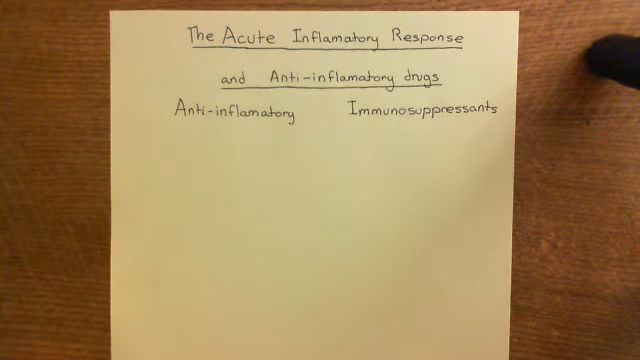 The Acute Inflamatory Response
and Anti-inflamatory drugs
Anti-inflamatory Immunosuppressants